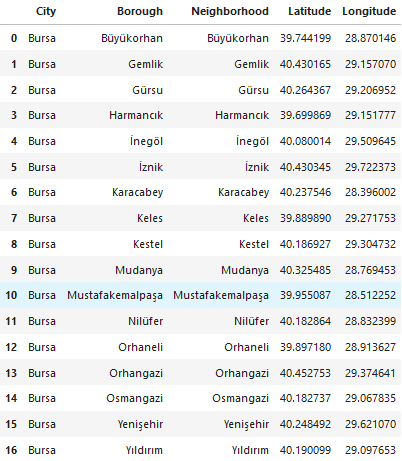 City Borough Neighborhood Latitude Longitude
0 Bursa Büyükorhan Büyükorhan 39.744199 28.870146
1 Bursa Gemlik Gemlik 40.430165 29.157070
2 Bursa Gürsu Gürsu 40.264367 29.206952
3 Bursa Harmancık Harmancık 39.699869 29.151777
4 Bursa İnegöl İnegöl 40.080014 29.509645
5 Bursa İznik İznik 40.430345 29.722373
6 Bursa Karacabey Karacabey 40.237546 28.396002
7 Bursa Keles Keles 39.889890 29.271753
8 Bursa Kestel Kestel 40.186927 29.304732
9 Bursa Mudanya Mudanya 40.325485 28.769453
10 Bursa Mustafakemalpaşa Mustafakemalpaşa 39.955087 28.512252
11 Bursa Nilüfer Nilüfer 40.182864 28.832399
12 Bursa Orhaneli Orhaneli 39.897180 28.913627
13 Bursa Orhangazi Orhangazi 40.452753 29.374641
14 Bursa Osmangazi Osmangazi 40.182737 29.067835
15 Bursa Yenişehir Yenişehir 40.248492 29.621070
16 Bursa Yıldırım Yıldırım 40.190099 29.097653